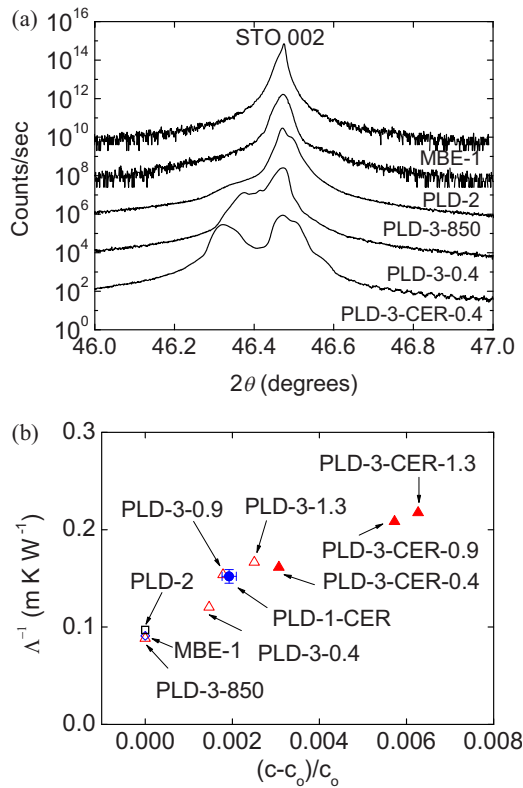 (a)
STO 002
10^16
10^14
10^12
10^10
10^8
10^6
10^4
10^2
10^0
Counts/sec
MBE-1
PLD-2
PLD-3-850
PLD-3-0.4
PLD-3-CER-0.4
46.0 46.2 46.4 46.6 46.8 47.0
2θ (degrees)
(b)
0.3
0.2
0.1
0.0
Λ^-1 (m K W^-1)
PLD-3-CER-1.3
PLD-3-0.9
PLD-3-1.3
PLD-3-CER-0.9
PLD-2
PLD-3-CER-0.4
PLD-1-CER
MBE-1
PLD-3-0.4
PLD-3-850
0.000 0.002 0.004 0.006 0.008
(c-c_o)/c_o